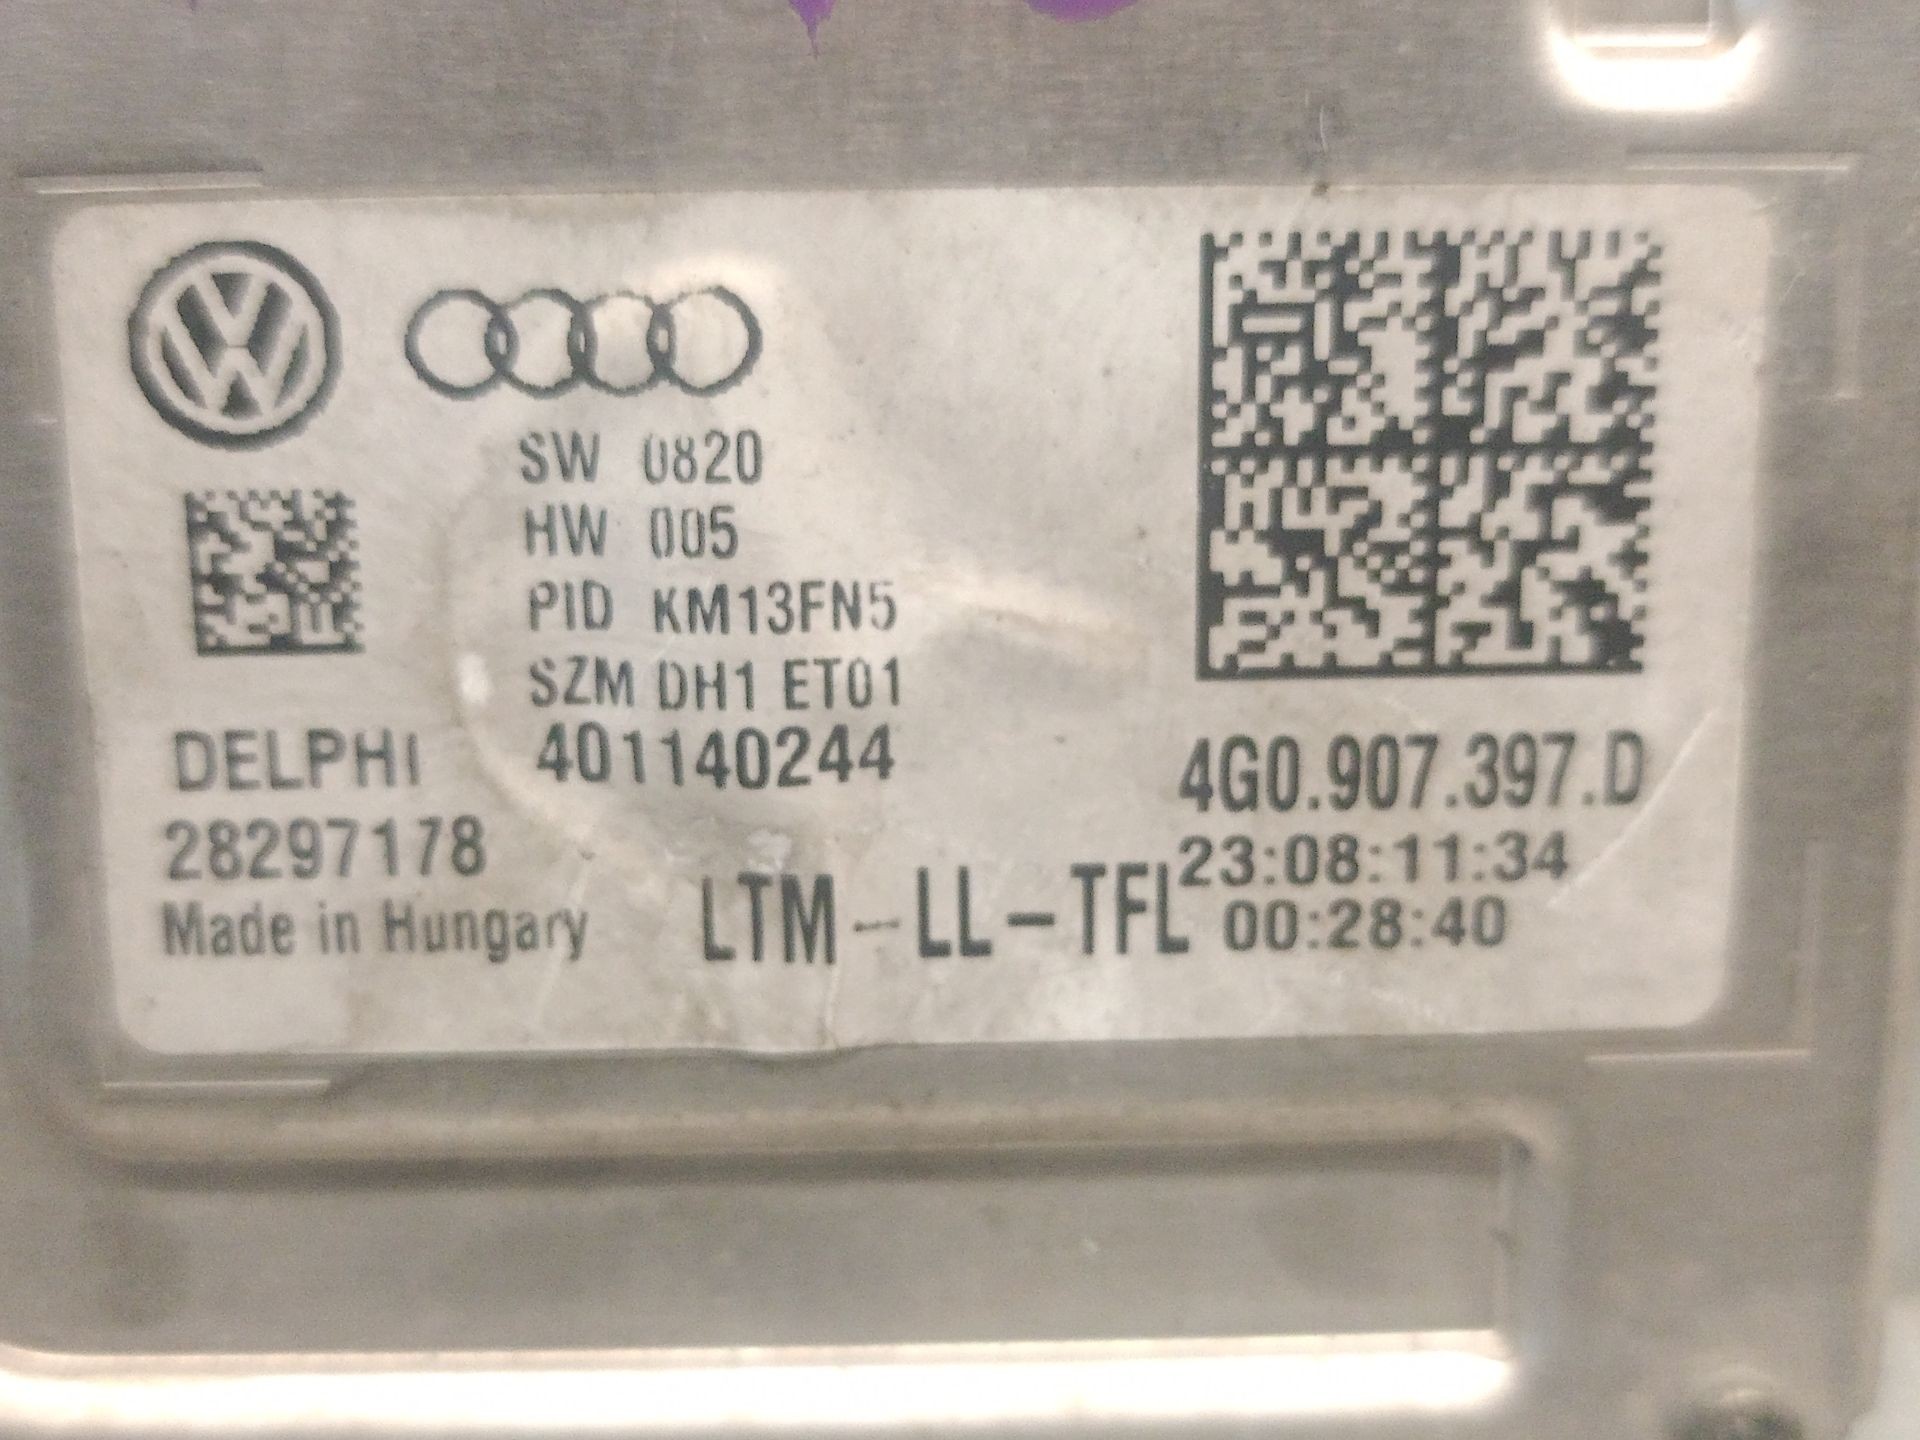 SW 0820
HW 005
PID KM13FN5
SZM DH1 ET01
DELPHI 401140244
28297178
Made in Hungary
LTM-LL-TFL
4G0.907.397.D
23:08:11:34
00:28:40